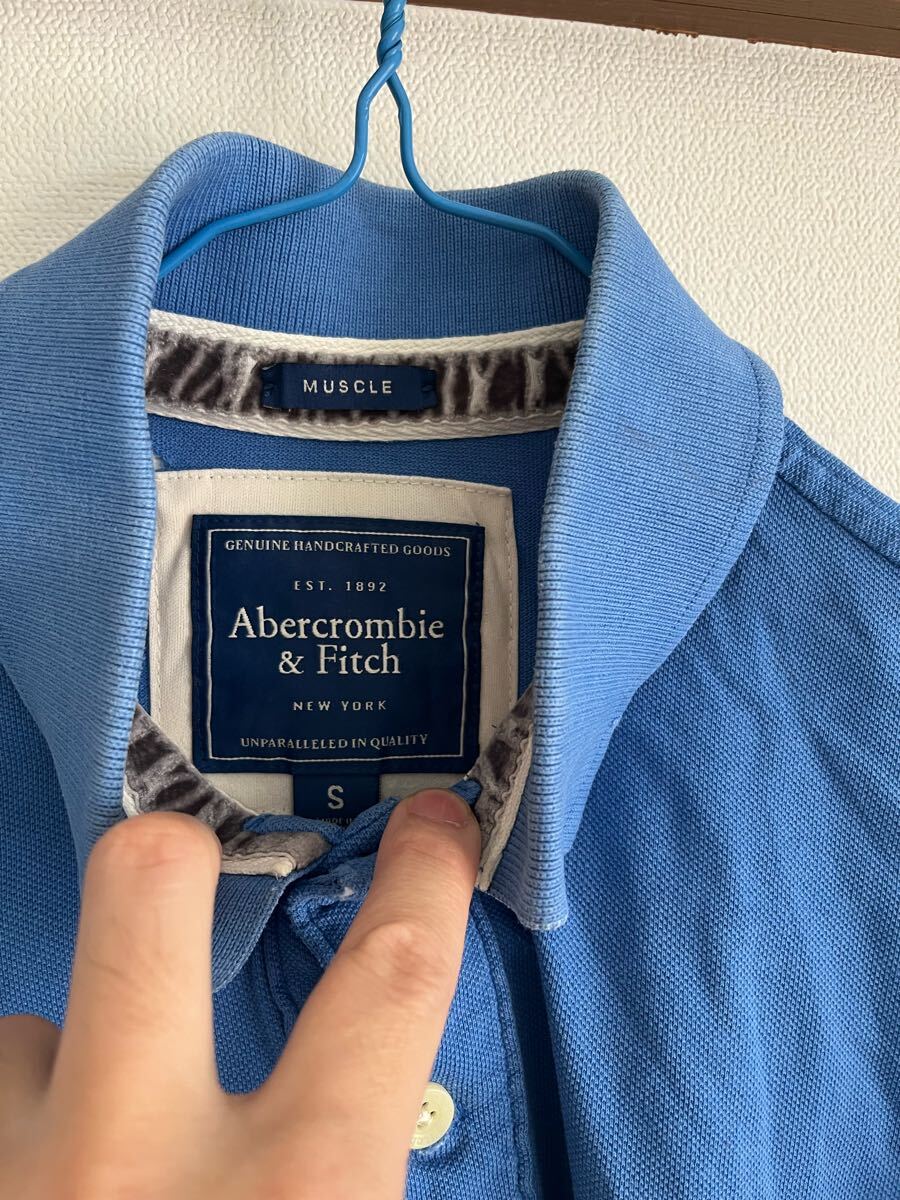 MUSCLE
GENUINE HANDCRAFTED GOODS
EST. 1892
Abercrombie
& Fitch
NEW YORK
UNPARALLELED IN QUALITY
S